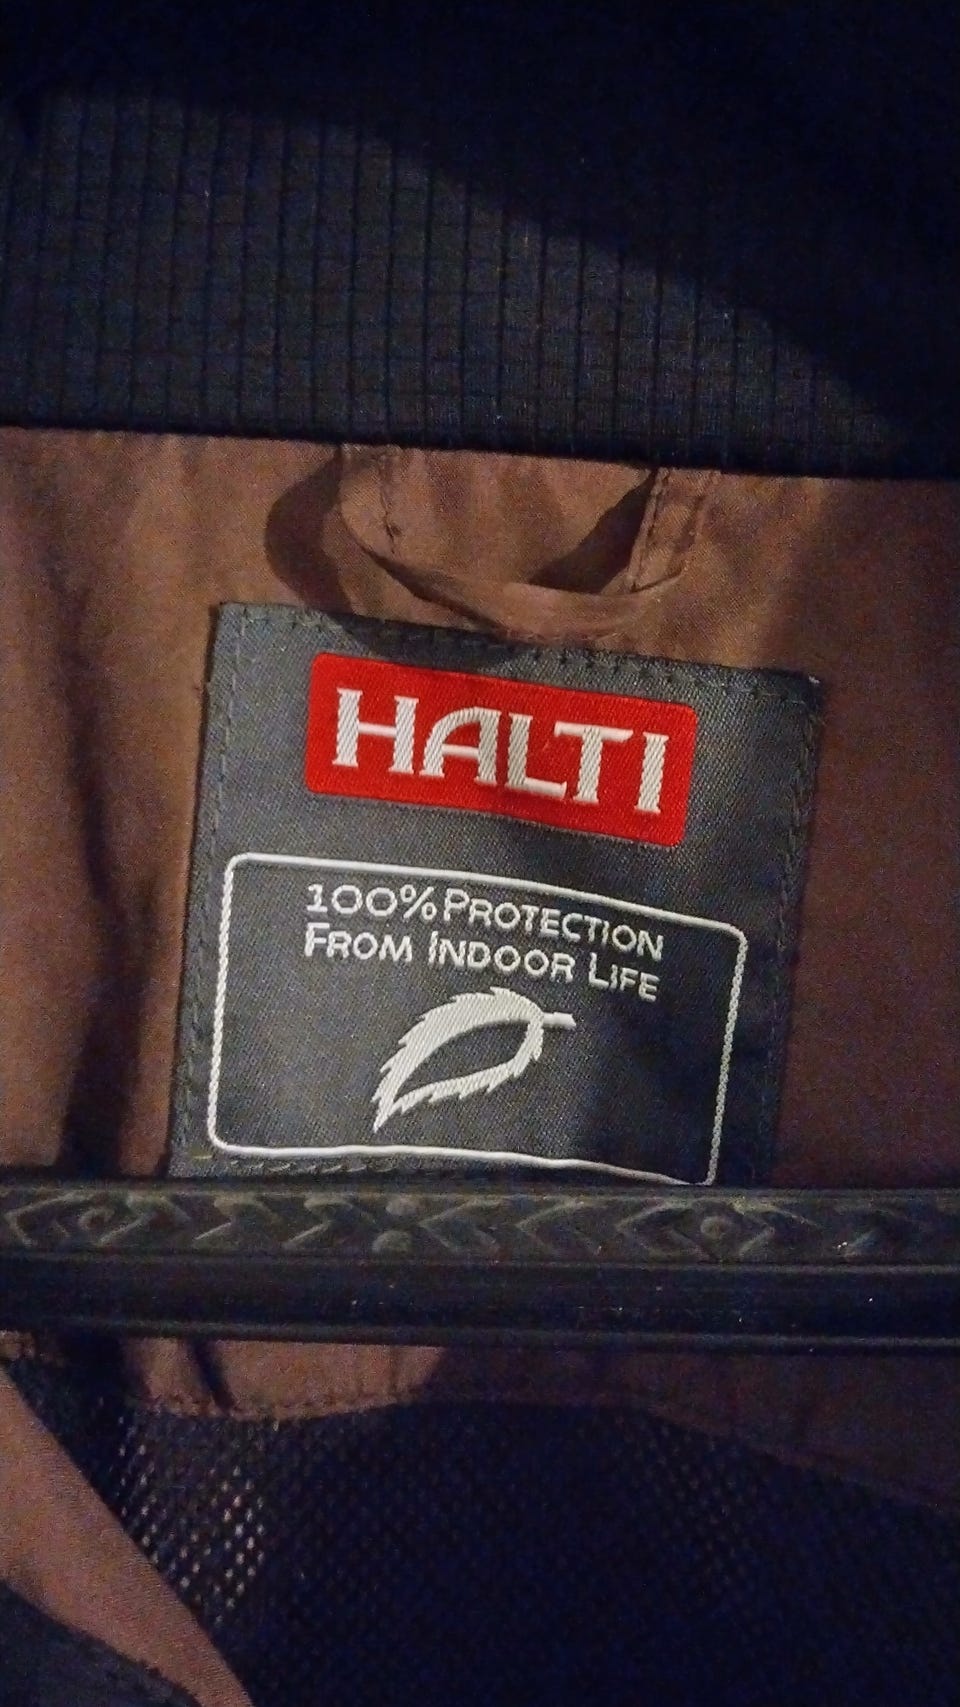 HALTI
100% PROTECTION
FROM INDOOR LIFE